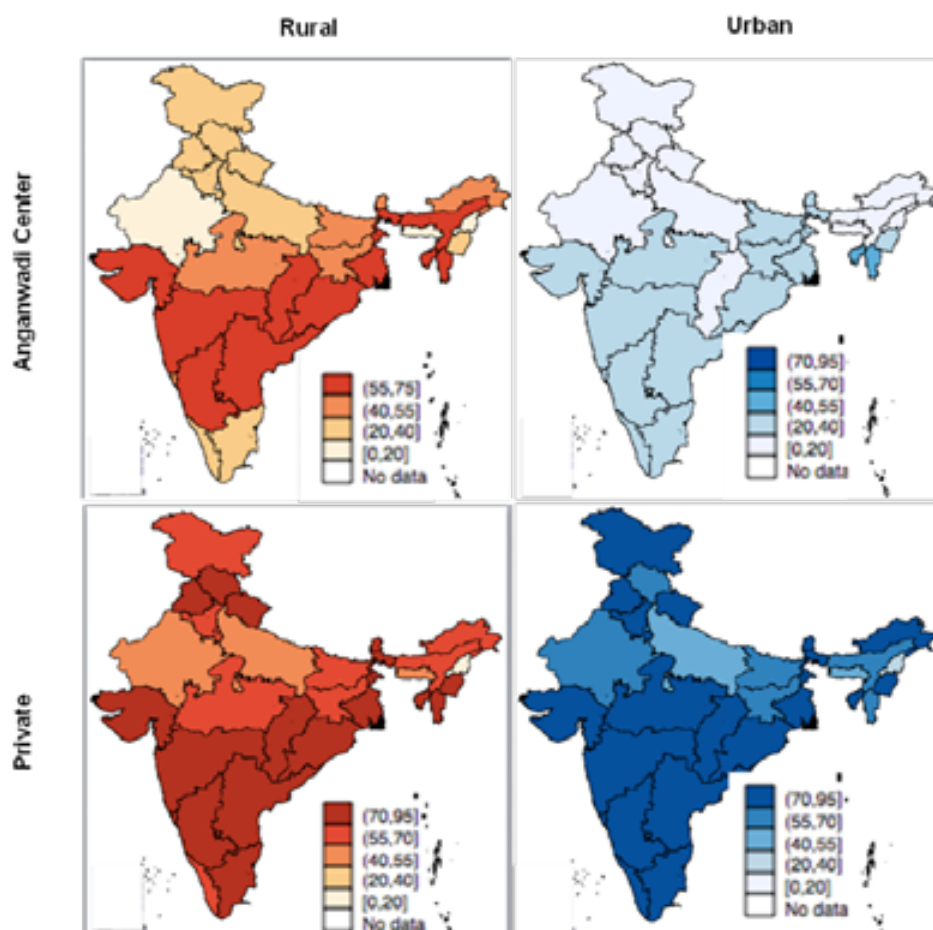 Rural
Urban
Anganwadi Center
(55,75]
(40,55]
(20,40]
[0,20]
No data
(70,95]
(55,70]
(40,55]
(20,40]
[0,20]
No data
Private
(70,95]
(55,70]
(40,55]
(20,40]
[0,20]
No data
(70,95]
(55,70]
(40,55]
(20,40]
[0,20]
No data